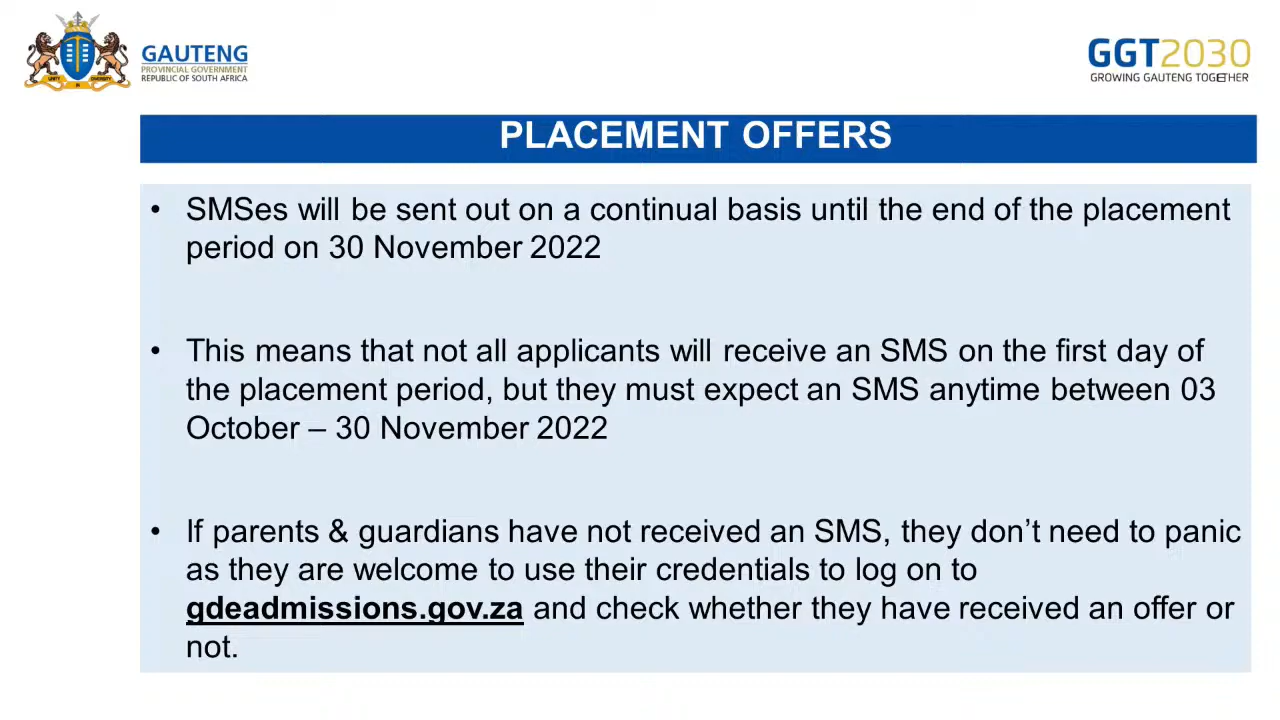 GAUTENG
PROVINCIAL GOVERNMENT
REPUBLIC OF SOUTH AFRICA
UNITY IN DIVERSITY
GGT2030
GROWING GAUTENG TOGETHER
PLACEMENT OFFERS
• SMSes will be sent out on a continual basis until the end of the placement
period on 30 November 2022
• This means that not all applicants will receive an SMS on the first day of
the placement period, but they must expect an SMS anytime between 03
October – 30 November 2022
• If parents & guardians have not received an SMS, they don’t need to panic
as they are welcome to use their credentials to log on to
gdeadmissions.gov.za and check whether they have received an offer or
not.